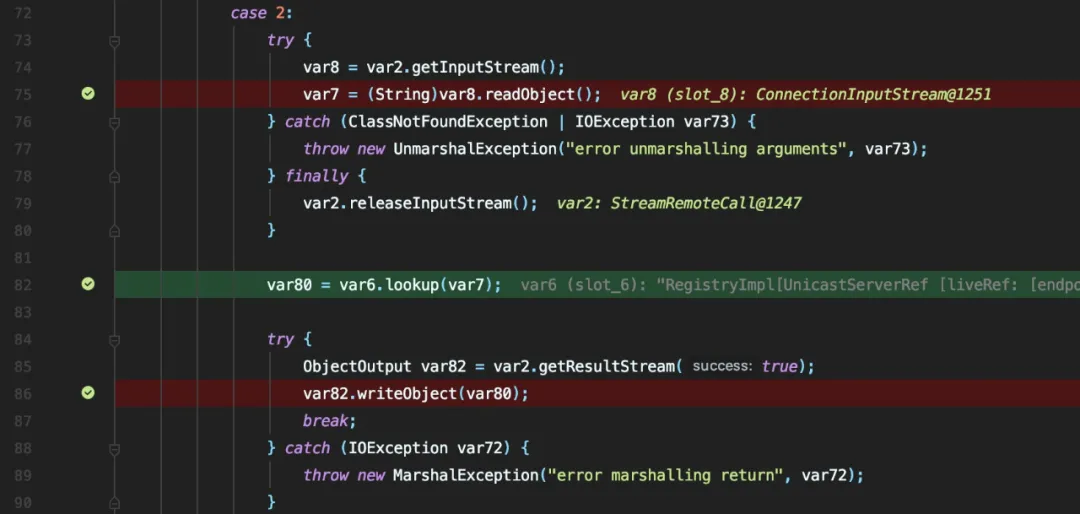 72 case 2:
73 try {
74 var8 = var2.getInputStream();
75 var7 = (String)var8.readObject(); var8 (slot_8): ConnectionInputStream@1251
76 } catch (ClassNotFoundException | IOException var73) {
77 throw new UnmarshalException("error unmarshalling arguments", var73);
78 } finally {
79 var2.releaseInputStream(); var2: StreamRemoteCall@1247
80 }
81
82 var80 = var6.lookup(var7); var6 (slot_6): "RegistryImpl[UnicastServerRef [liveRef: [endpo
83
84 try {
85 ObjectOutput var82 = var2.getResultStream( success: true);
86 var82.writeObject(var80);
87 break;
88 } catch (IOException var72) {
89 throw new MarshalException("error marshalling return", var72);
90 }